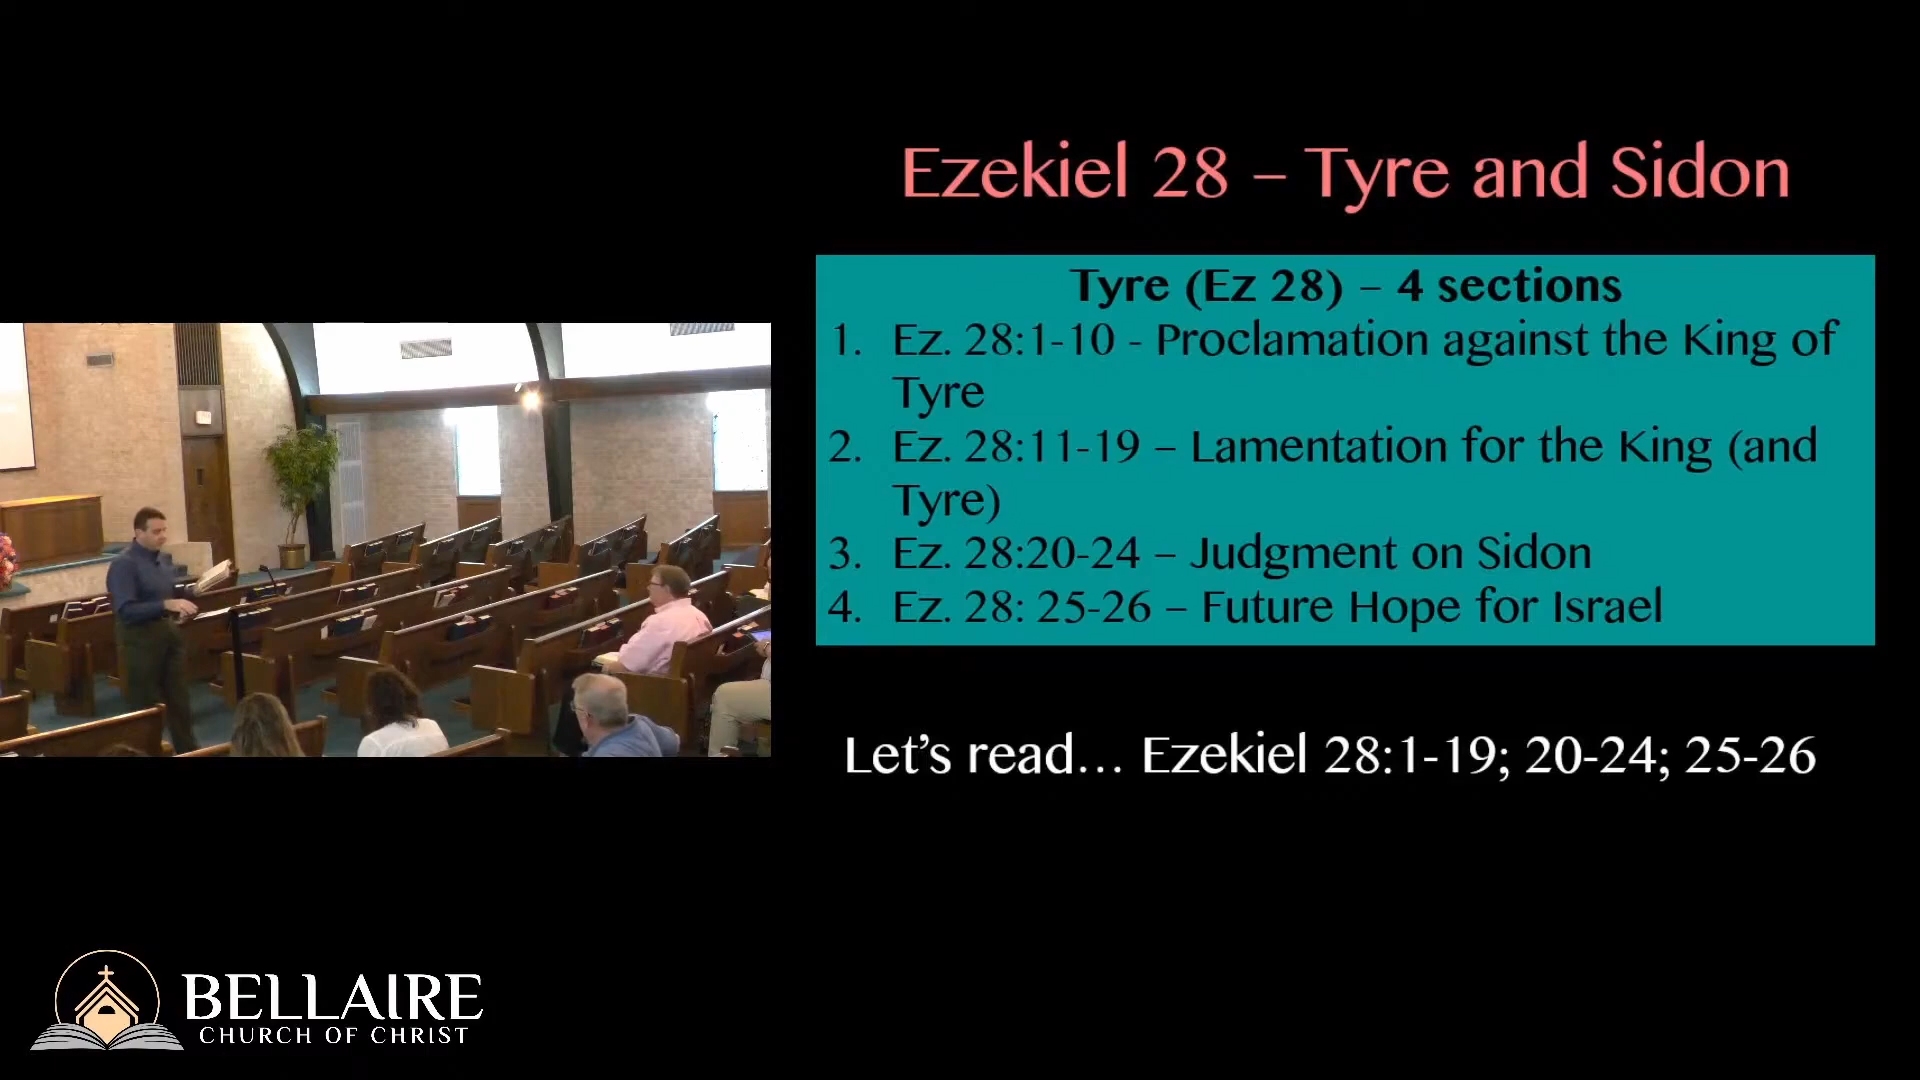 Ezekiel 28 – Tyre and Sidon
Tyre (Ez 28) – 4 sections
1. Ez. 28:1-10 - Proclamation against the King of
Tyre
2. Ez. 28:11-19 – Lamentation for the King (and
Tyre)
3. Ez. 28:20-24 – Judgment on Sidon
4. Ez. 28: 25-26 – Future Hope for Israel
Let's read... Ezekiel 28:1-19; 20-24; 25-26
BELLAIRE
CHURCH OF CHRIST